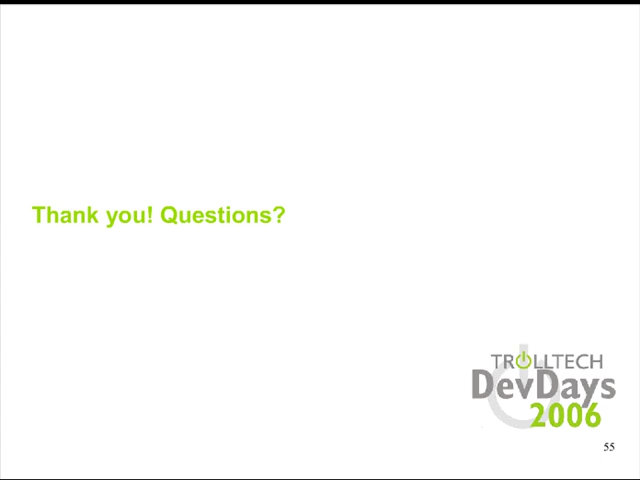 Thank you! Questions?
TROLLTECH
DevDays
2006
55